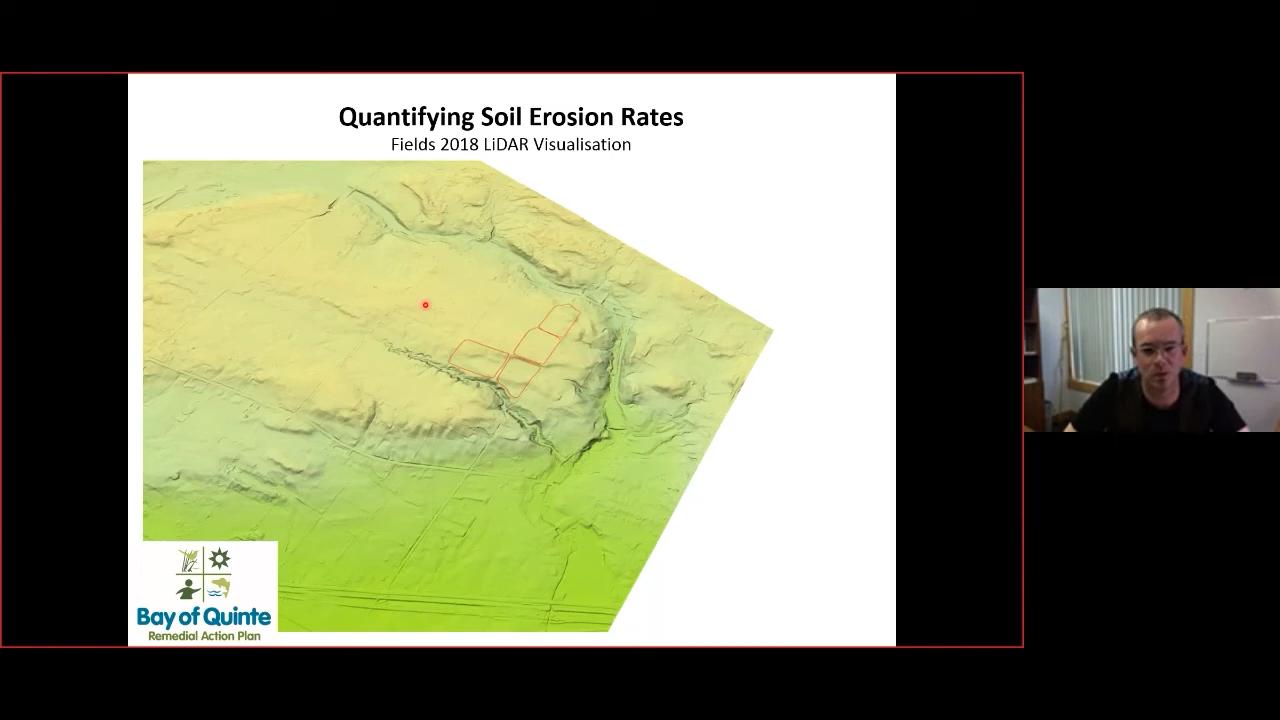 Quantifying Soil Erosion Rates
Fields 2018 LiDAR Visualisation
Bay of Quinte
Remedial Action Plan